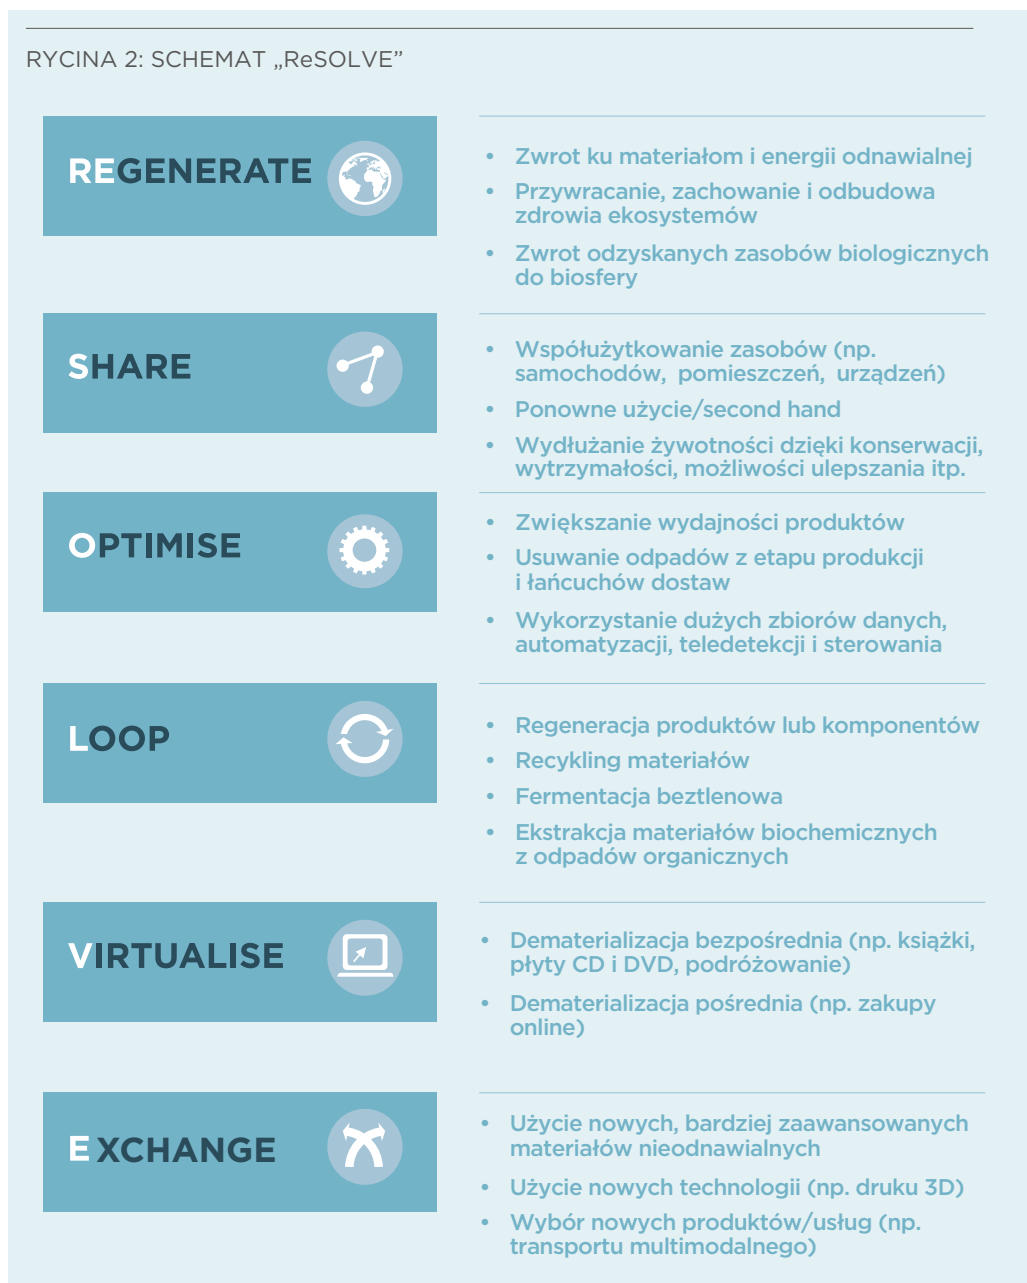 RYCINA 2: SCHEMAT „ReSOLVE”
REGENERATE
• Zwrot ku materiałom i energii odnawialnej
• Przywracanie, zachowanie i odbudowa
zdrowia ekosystemów
• Zwrot odzyskanych zasobów biologicznych
do biosfery
SHARE
• Współużytkowanie zasobów (np.
samochodów, pomieszczeń, urządzeń)
• Ponowne użycie/second hand
• Wydłużanie żywotności dzięki konserwacji,
wytrzymałości, możliwości ulepszania itp.
OPTIMISE
• Zwiększanie wydajności produktów
• Usuwanie odpadów z etapu produkcji
i łańcuchów dostaw
• Wykorzystanie dużych zbiorów danych,
automatyzacji, teledetekcji i sterowania
LOOP
• Regeneracja produktów lub komponentów
• Recykling materiałów
• Fermentacja beztlenowa
• Ekstrakcja materiałów biochemicznych
z odpadów organicznych
VIRTUALISE
• Dematerializacja bezpośrednia (np. książki,
płyty CD i DVD, podróżowanie)
• Dematerializacja pośrednia (np. zakupy
online)
E XCHANGE
• Użycie nowych, bardziej zaawansowanych
materiałów nieodnawialnych
• Użycie nowych technologii (np. druku 3D)
• Wybór nowych produktów/usług (np.
transportu multimodalnego)